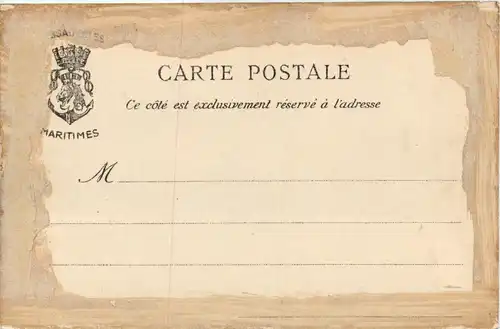 MARITIMES
CARTE POSTALE
Ce côté est exclusivement réservé à l'adresse
M